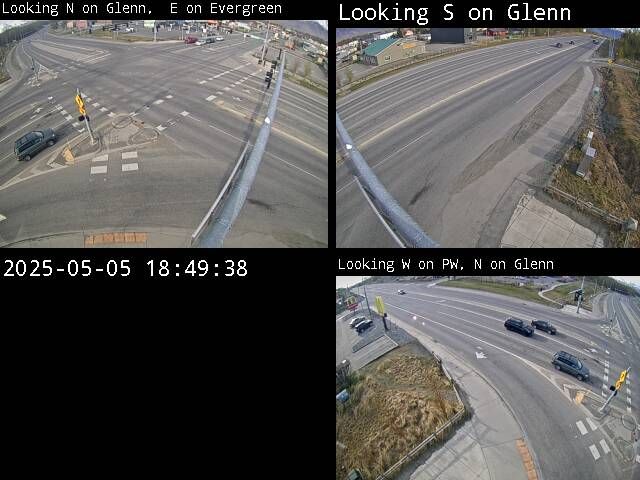 Looking N on Glenn,  E on Evergreen
Looking S on Glenn
2025-05-05 18:49:38
Looking W on PW, N on Glenn